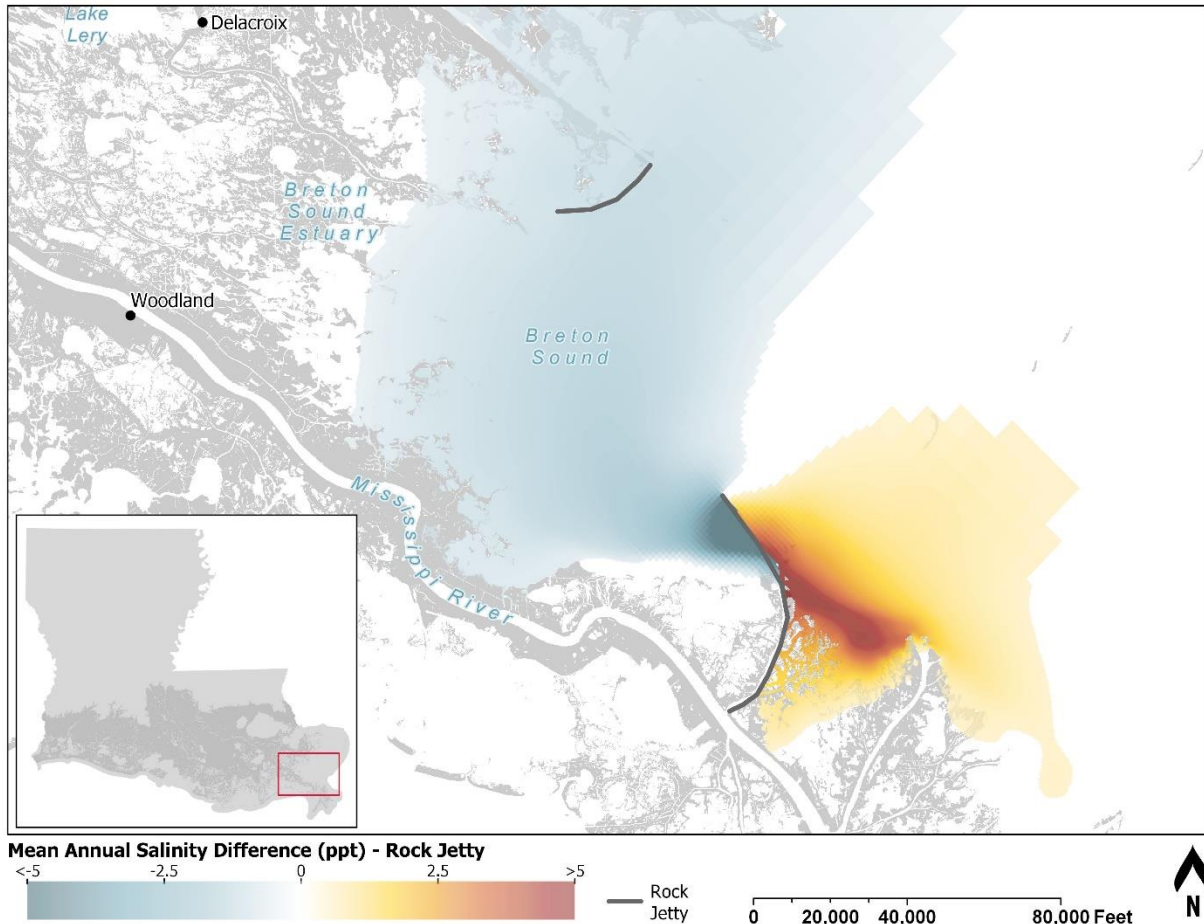 Lake
Lery
Delacroix
Breton
Sound
Estuary
Woodland
Breton
Sound
Mississippi River
Mean Annual Salinity Difference (ppt) - Rock Jetty
<-5 -2.5 0 2.5 >5
Rock
Jetty
0 20,000 40,000 80,000 Feet
N